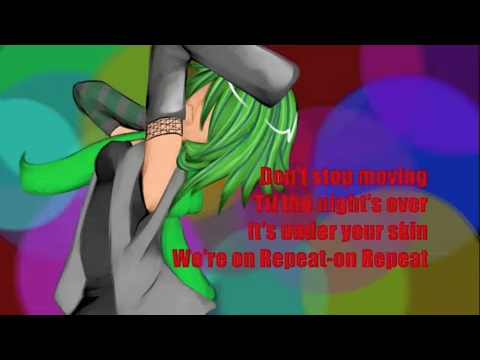 Don't stop moving
'Til the night's over
It's under your skin
We're on Repeat-on Repeat